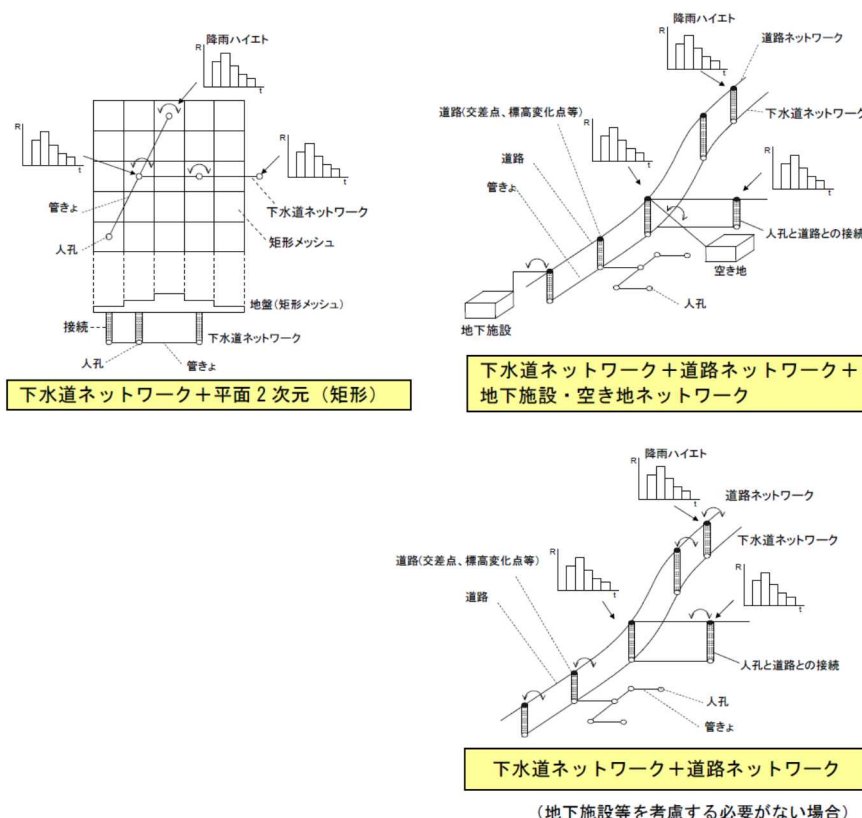 降雨ハイエト
R
t
R
t
R
t
管きょ
下水道ネットワーク
矩形メッシュ
人孔
地盤(矩形メッシュ)
接続
下水道ネットワーク
人孔
管きょ
下水道ネットワーク+平面2次元(矩形)
降雨ハイエト
R
t
道路ネットワーク
下水道ネットワーク
道路(交差点、標高変化点等)
R
t
R
t
道路
管きょ
人孔と道路との接続
空き地
人孔
地下施設
下水道ネットワーク+道路ネットワーク+
地下施設・空き地ネットワーク
降雨ハイエト
R
t
道路ネットワーク
下水道ネットワーク
道路(交差点、標高変化点等)
R
t
R
t
道路
人孔と道路との接続
人孔
管きょ
下水道ネットワーク+道路ネットワーク
(地下施設等を考慮する必要がない場合)